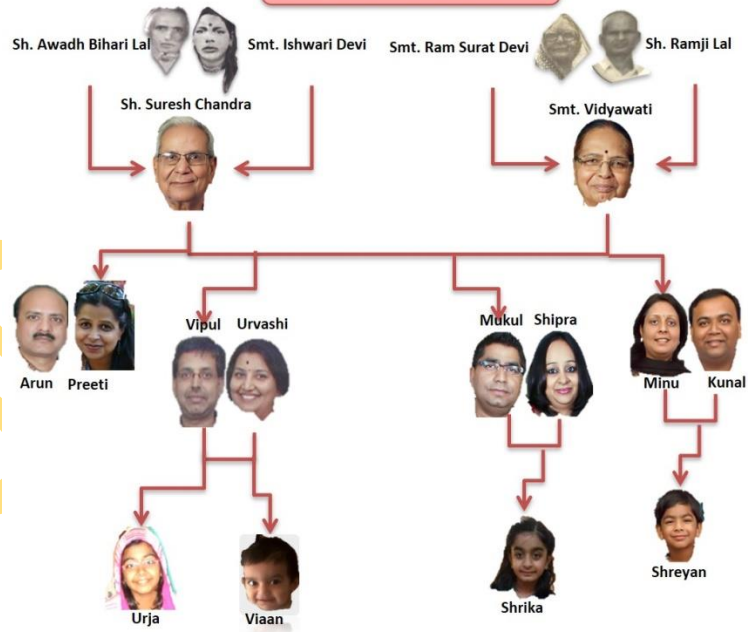 Sh. Awadh Bihari Lal
Smt. Ishwari Devi
Smt. Ram Surat Devi
Sh. Ramji Lal
Sh. Suresh Chandra
Smt. Vidyawati
Vipul
Urvashi
Mukul
Shipra
Arun
Preeti
Minu
Kunal
Shreyan
Shrika
Urja
Viaan